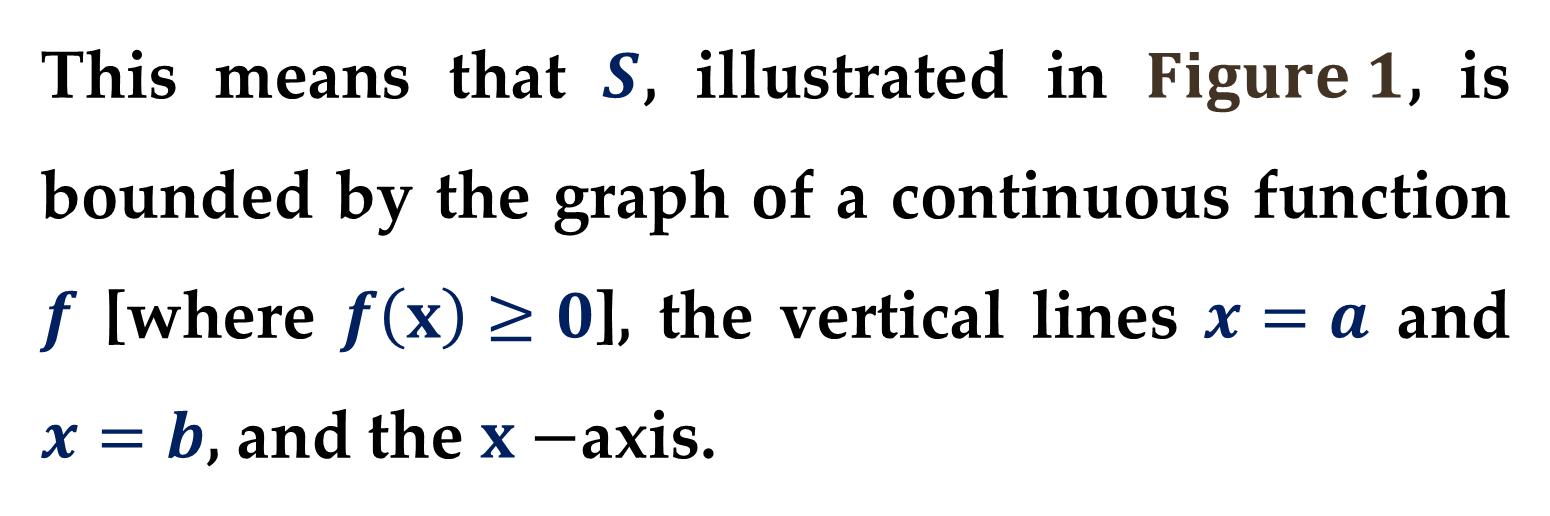 This means that S, illustrated in Figure 1, is
bounded by the graph of a continuous function
f [where f(x) ≥ 0], the vertical lines x = a and
x = b, and the x −axis.